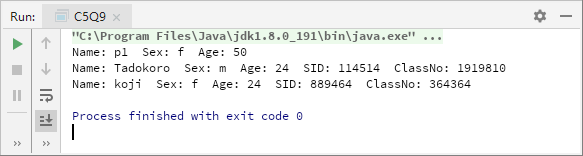 Run: C5Q9
"C:\Program Files\Java\jdk1.8.0_191\bin\java.exe" ...
Name: p1  Sex: f  Age: 50
Name: Tadokoro  Sex: m  Age: 24  SID: 114514  ClassNo: 1919810
Name: koji  Sex: f  Age: 24  SID: 889464  ClassNo: 364364
Process finished with exit code 0